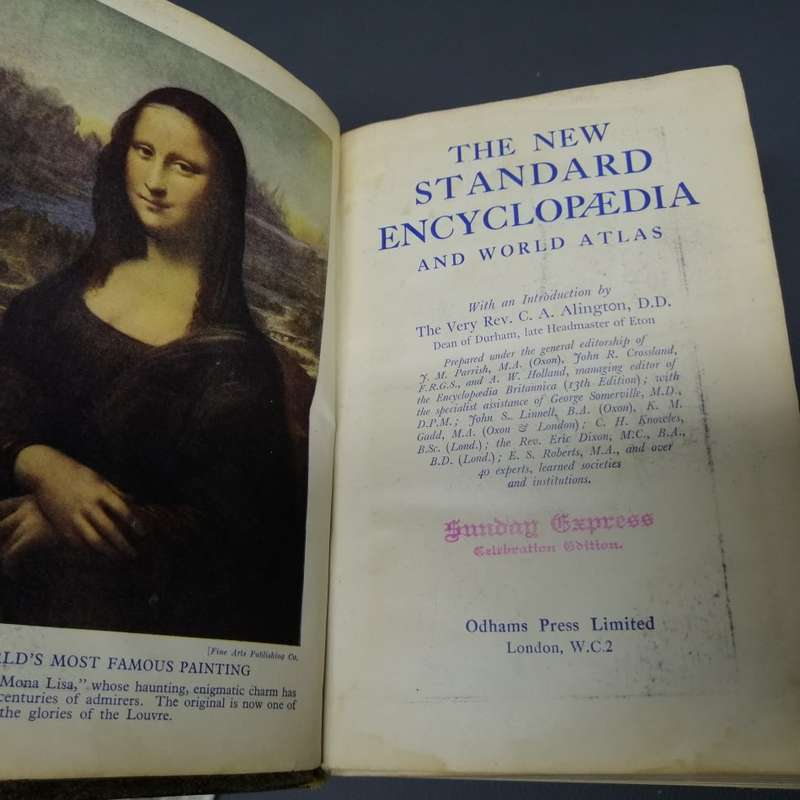 [Fine Arts Publishing Co.
WORLD'S MOST FAMOUS PAINTING
Mona Lisa," whose haunting, enigmatic charm has
centuries of admirers. The original is now one of
the glories of the Louvre.
THE NEW
STANDARD
ENCYCLOPÆDIA
AND WORLD ATLAS
With an Introduction by
The Very Rev. C. A. Alington, D.D.
Dean of Durham, late Headmaster of Eton
Prepared under the general editorship of
J. M. Parrish, M.A. (Oxon), John R. Crossland,
F.R.G.S., and A. W. Holland, managing editor of
the Encyclopædia Britannica (13th Edition); with
the specialist assistance of George Somerville, M.D.,
D.P.M.; John S. Linnell, B.A. (Oxon), K. M.
Gadd, M.A. (Oxon & London); C. H. Knowles,
B.Sc. (Lond.); the Rev. Eric Dixon, M.C., B.A.,
B.D. (Lond.); E. S. Roberts, M.A., and over
40 experts, learned societies
and institutions.
Sunday Express
Celebration Edition.
Odhams Press Limited
London, W.C.2